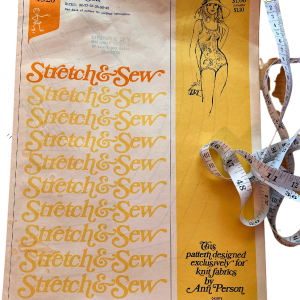 Stretch & Sew
Stretch & Sew
Stretch & Sew
Stretch & Sew
Stretch & Sew
Stretch & Sew
Stretch & Sew
Stretch & Sew
Stretch & Sew
Stretch & Sew
This
pattern designed
exclusively for
knit fabrics
by
Ann Person